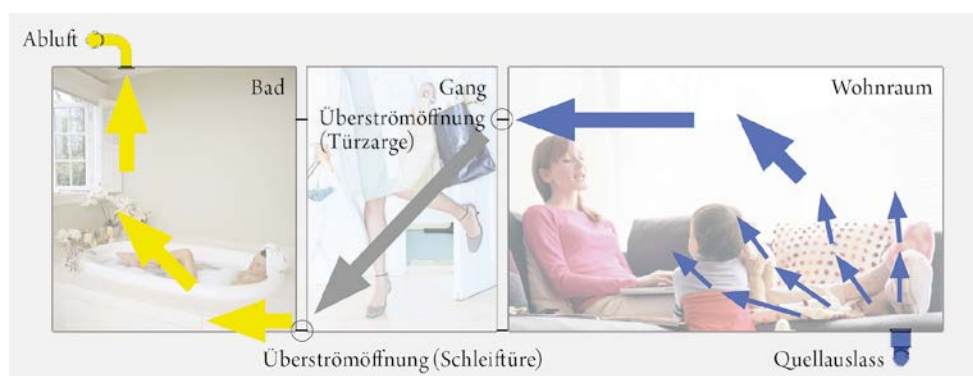 Abluft
Bad
Gang
Überströmöffnung
(Türzarge)
Wohnraum
Überströmöffnung (Schleiftüre)
Quellauslass